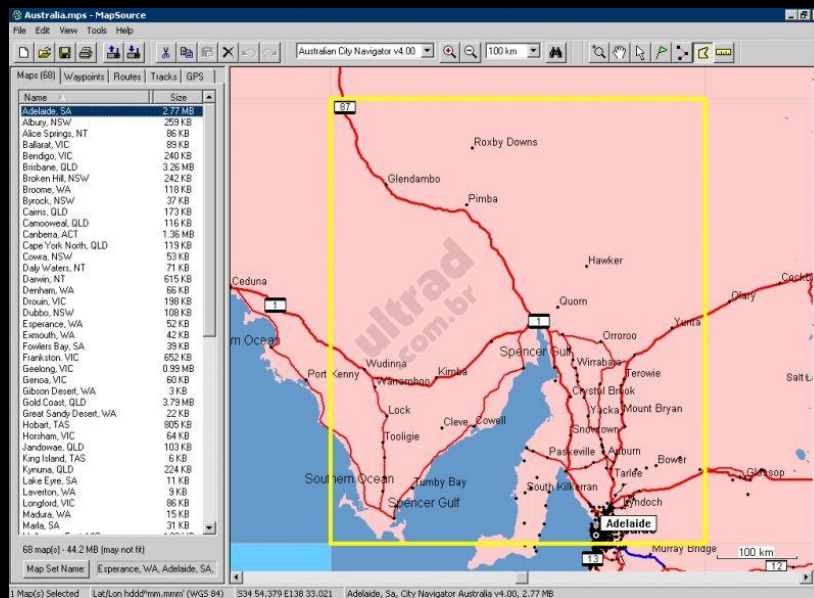 Australia.mps - MapSource
File Edit View Tools Help
Australian City Navigator v4.00
100 km
Maps (68) Waypoints Routes Tracks GPS
Name Size
Adelaide, SA 2.77 MB
Albury, NSW 259 KB
Alice Springs, NT 86 KB
Ballarat, VIC 89 KB
Bendigo, VIC 240 KB
Brisbane, QLD 3.26 MB
Broken Hill, NSW 242 KB
Broome, WA 118 KB
Byrock, NSW 37 KB
Cairns, QLD 173 KB
Camooweal, QLD 116 KB
Canberra, ACT 1.36 MB
Cape York North, QLD 119 KB
Cowra, NSW 53 KB
Daly Waters, NT 71 KB
Darwin, NT 615 KB
Denham, WA 66 KB
Drouin, VIC 198 KB
Dubbo, NSW 108 KB
Esperance, WA 52 KB
Exmouth, WA 42 KB
Fowlers Bay, SA 39 KB
Frankston, VIC 652 KB
Geelong, VIC 0.99 MB
Genoa, VIC 60 KB
Gibson Desert, WA 3 KB
Gold Coast, QLD 3.79 MB
Great Sandy Desert, WA 22 KB
Hobart, TAS 805 KB
Horsham, VIC 64 KB
Jandowae, QLD 103 KB
King Island, TAS 6 KB
Kynuna, QLD 224 KB
Lake Eyre, SA 11 KB
Laverton, WA 9 KB
Longford, VIC 86 KB
Madura, WA 15 KB
Marla, SA 31 KB
68 map(s) - 44.2 MB (may not fit)
Map Set Name: Esperance, WA, Adelaide, SA,
87
Roxby Downs
Glendambo
Pimba
Hawker
Ceduna
Quorn
Cockb
Olary
1
1
Yunta
Orroroo
rn Ocean
Spencer Gulf
Wirrabara
Wudinna
Kimba
Terowie
Port Kenny
Warramboo
Crystal Brook
Salt L
Lock
Yacka
Mount Bryan
Cleve
Cowell
Snowtown
Tooligie
Paskeville
Auburn
Bower
Tarlee
Glossop
Southern Ocean
Tumby Bay
South Kilkerran
Spencer Gulf
Lyndoch
Adelaide
Murray Bridge
100 km
13
12
ultrad
com.br
1 Map(s) Selected Lat/Lon hddd°mm.mmm' (WGS 84) S34 54.379 E138 33.021 Adelaide, Sa, City Navigator Australia v4.00, 2.77 MB